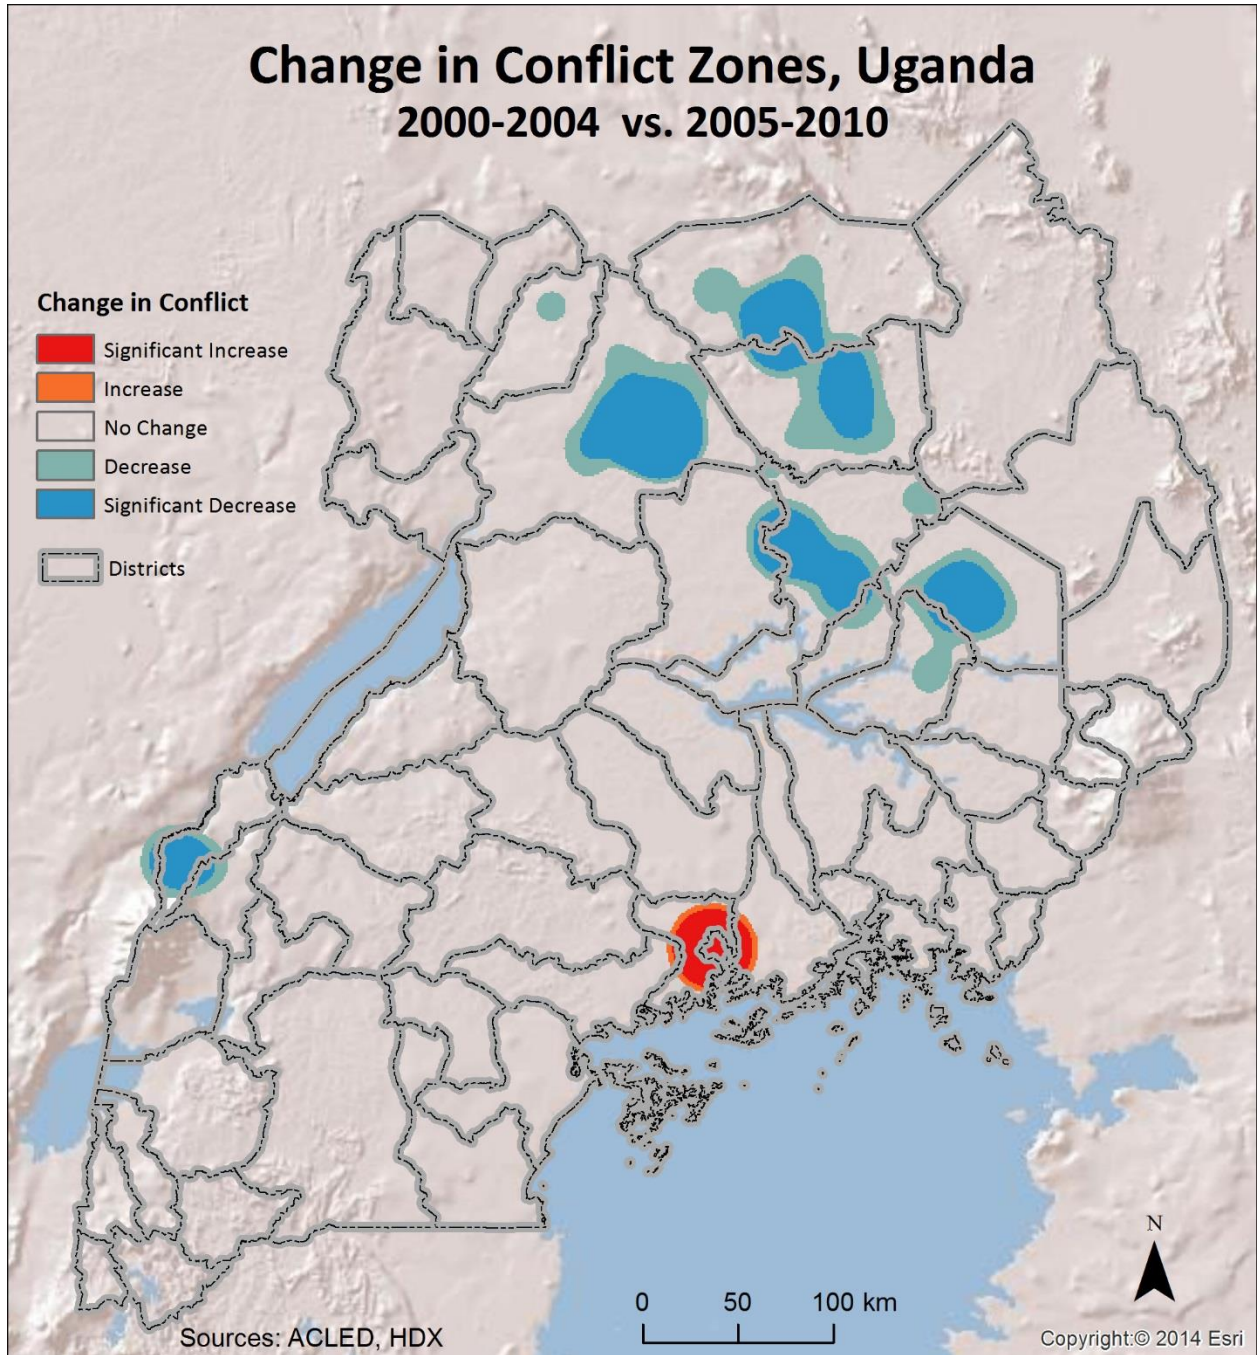 Change in Conflict Zones, Uganda
2000-2004 vs. 2005-2010
Change in Conflict
Significant Increase
Increase
No Change
Decrease
Significant Decrease
Districts
N
0 50 100 km
Sources: ACLED, HDX
Copyright:© 2014 Esri